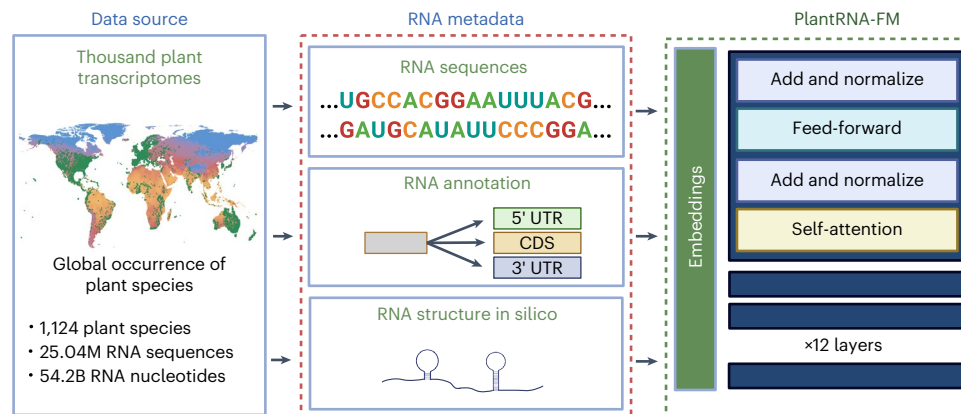 Data source
RNA metadata
PlantRNA-FM
Thousand plant
transcriptomes
Global occurrence of
plant species
• 1,124 plant species
• 25.04M RNA sequences
• 54.2B RNA nucleotides
RNA sequences
...UGCCACGGAAUUUACG...
...GAUGCAUAUUCCCGGA...
RNA annotation
5' UTR
CDS
3' UTR
RNA structure in silico
Embeddings
Add and normalize
Feed-forward
Add and normalize
Self-attention
×12 layers